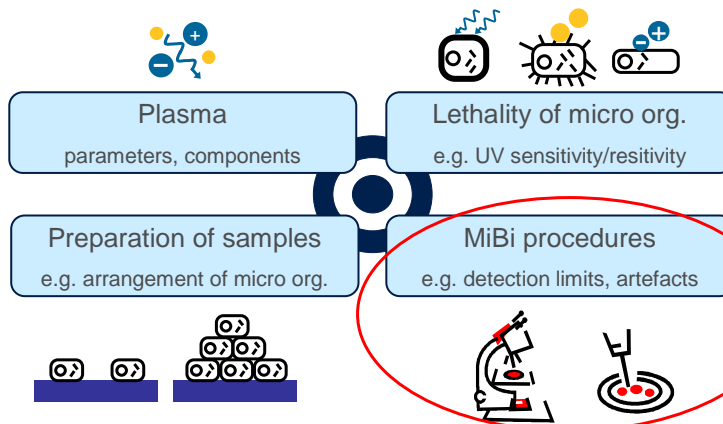 Plasma
parameters, components
Lethality of micro org.
e.g. UV sensitivity/resitivity
Preparation of samples
e.g. arrangement of micro org.
MiBi procedures
e.g. detection limits, artefacts